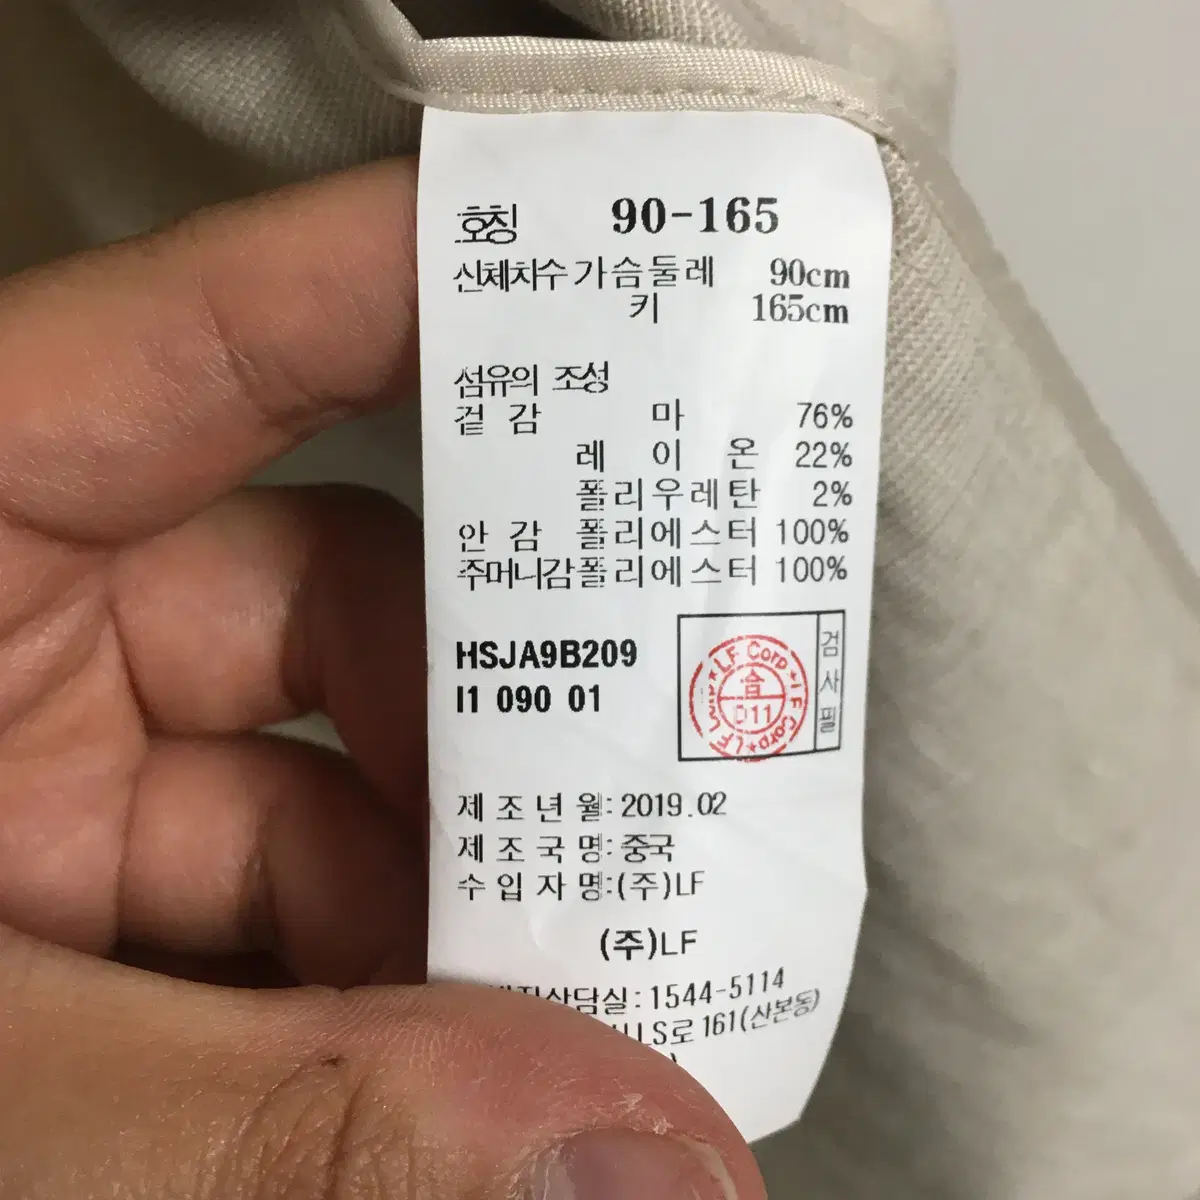 호칭 90-165
신체치수 가슴둘레 90cm
키 165cm
섬유의 조성
겉 감 마 76%
레 이 온 22%
폴리우레탄 2%
안 감 폴리에스터 100%
주머니감 폴리에스터 100%
HSJA9B209
I1 090 01
LF Corp★LF Corp★LF Corp★
合
D11
검사필
제 조 년 월: 2019.02
제 조 국 명: 중국
수 입 자 명: (주)LF
(주)LF
상담실: 1544-5114
LS로 161(산본동)